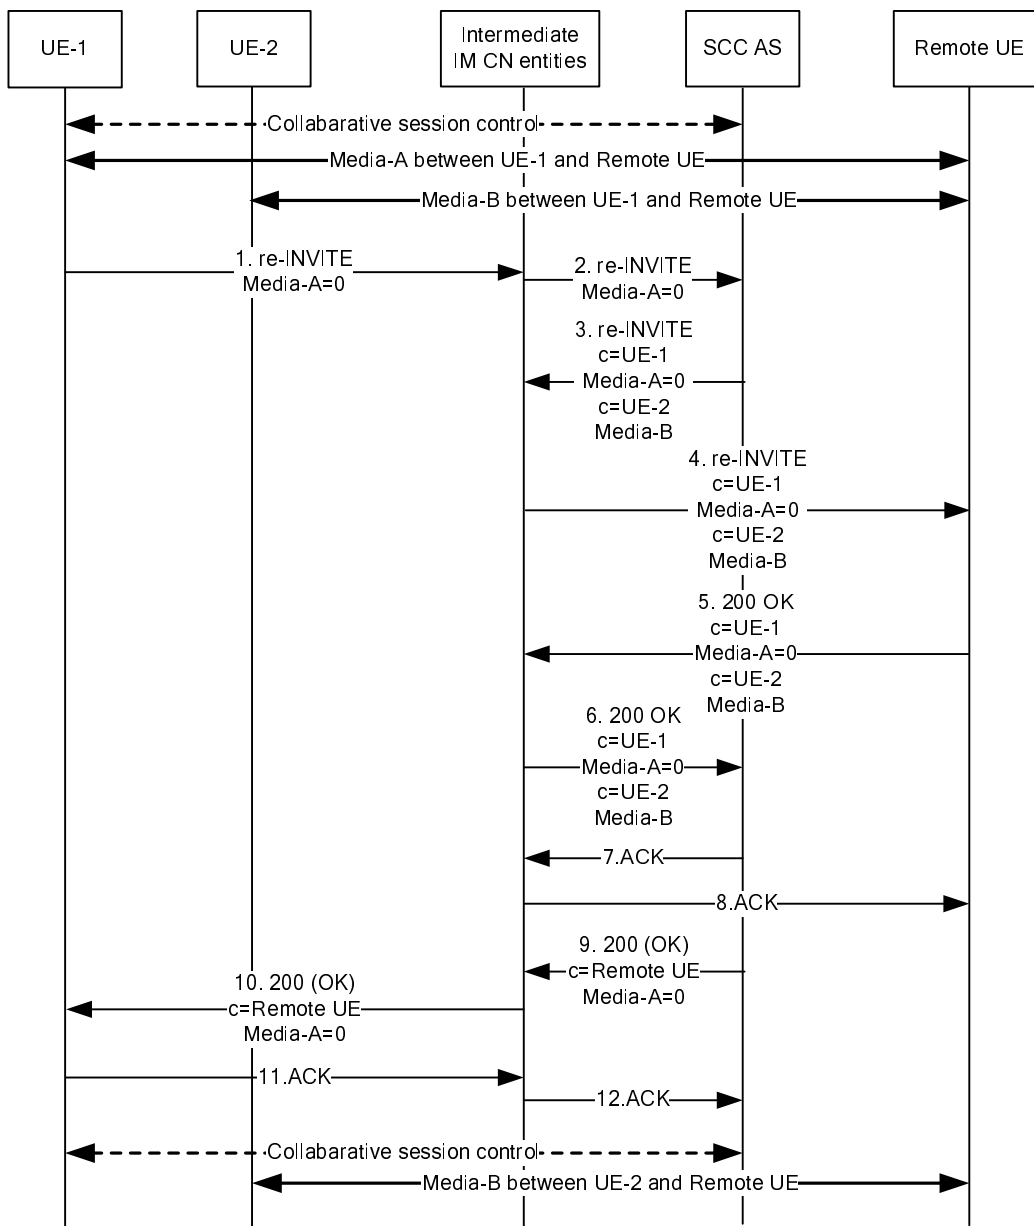 UE-1
UE-2
Intermediate
IM CN entities
SCC AS
Remote UE
Collabarative session control
Media-A between UE-1 and Remote UE
Media-B between UE-1 and Remote UE
1. re-INVITE
Media-A=0
2. re-INVITE
Media-A=0
3. re-INVITE
c=UE-1
Media-A=0
c=UE-2
Media-B
4. re-INVITE
c=UE-1
Media-A=0
c=UE-2
Media-B
5. 200 OK
c=UE-1
Media-A=0
c=UE-2
Media-B
6. 200 OK
c=UE-1
Media-A=0
c=UE-2
Media-B
7.ACK
8.ACK
9. 200 (OK)
c=Remote UE
Media-A=0
10. 200 (OK)
c=Remote UE
Media-A=0
11.ACK
12.ACK
Collabarative session control
Media-B between UE-2 and Remote UE